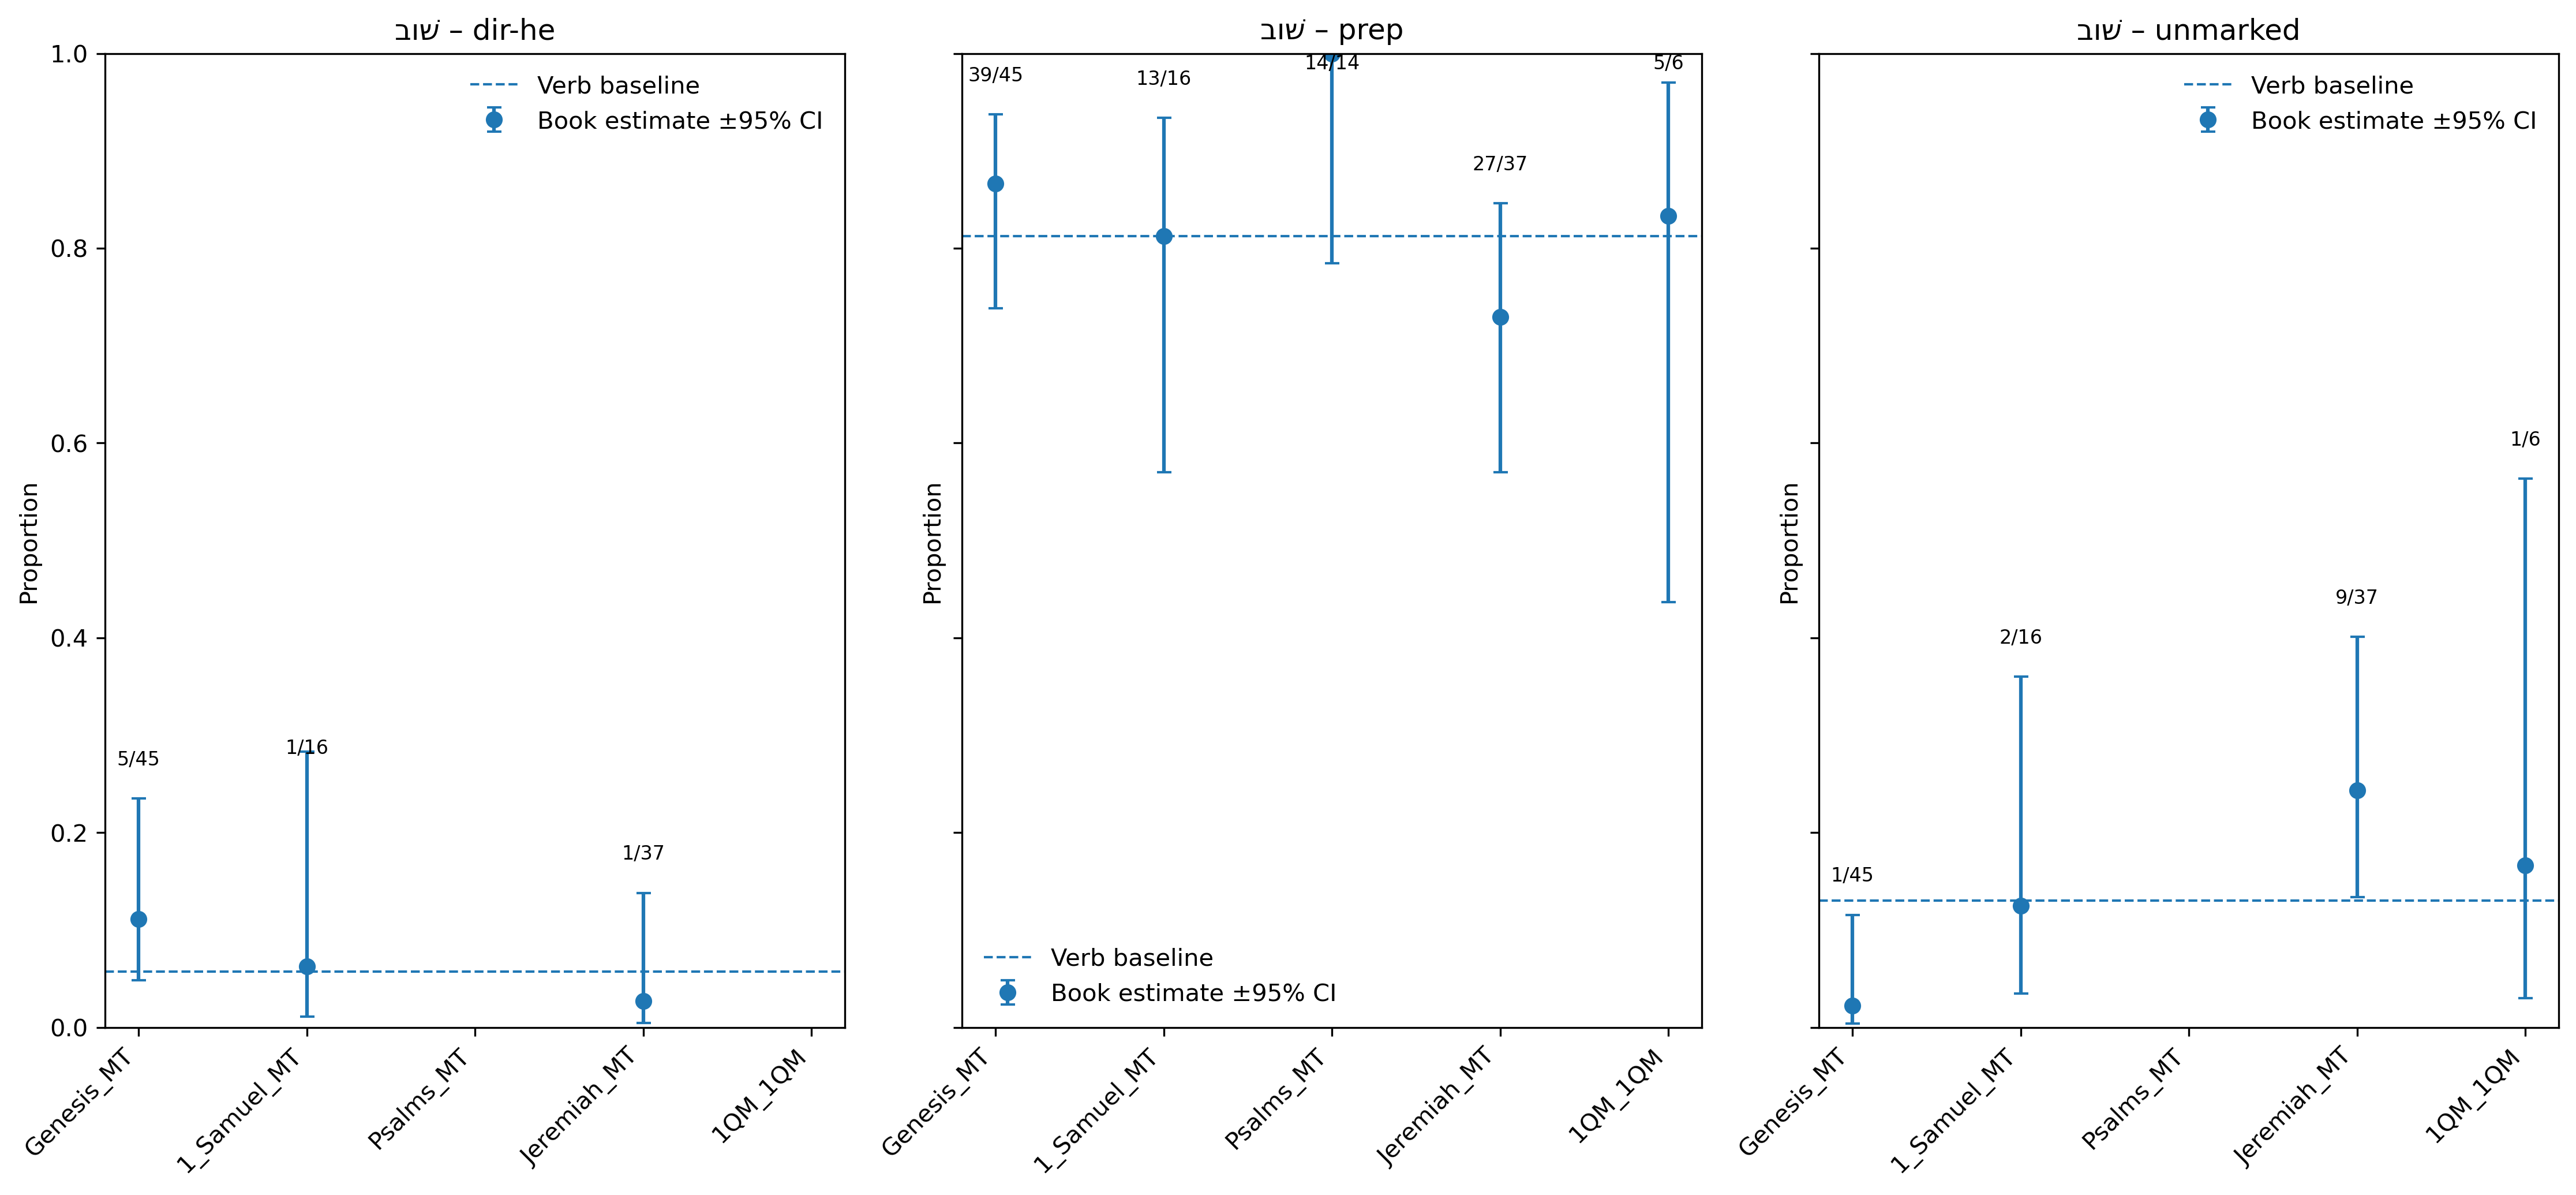 שׁוב – dir-he
1.0
0.8
0.6
0.4
0.2
0.0
Proportion
Verb baseline
Book estimate ±95% CI
5/45
1/16
1/37
Genesis_MT
1_Samuel_MT
Psalms_MT
Jeremiah_MT
1QM_1QM
שׁוב – prep
Proportion
39/45
13/16
14/14
27/37
5/6
Verb baseline
Book estimate ±95% CI
Genesis_MT
1_Samuel_MT
Psalms_MT
Jeremiah_MT
1QM_1QM
שׁוב – unmarked
Proportion
Verb baseline
Book estimate ±95% CI
1/45
2/16
9/37
1/6
Genesis_MT
1_Samuel_MT
Psalms_MT
Jeremiah_MT
1QM_1QM